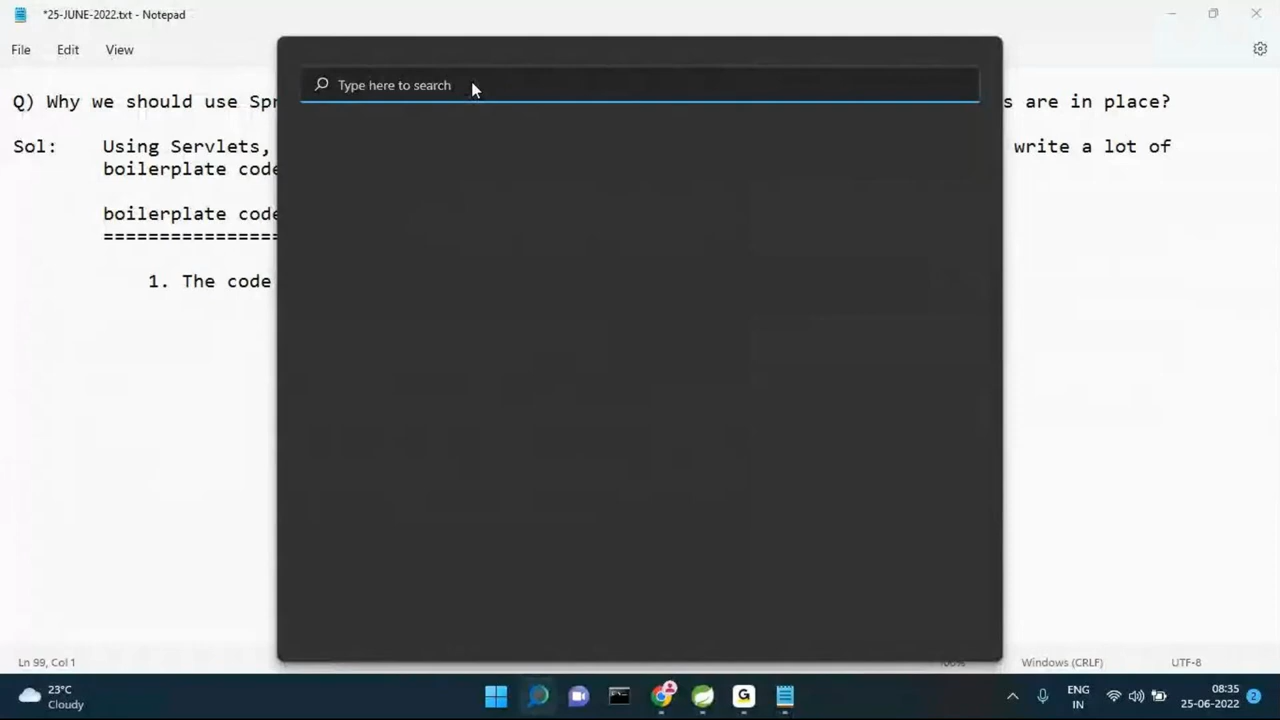 *25-JUNE-2022.txt - Notepad
File Edit View
Type here to search
Q) Why we should use Spr s are in place?
Sol: Using Servlets, write a lot of
boilerplate code
boilerplate code
================
1. The code
Ln 99, Col 1 100% Windows (CRLF) UTF-8
23°C
Cloudy
ENG
IN
08:35
25-06-2022
2